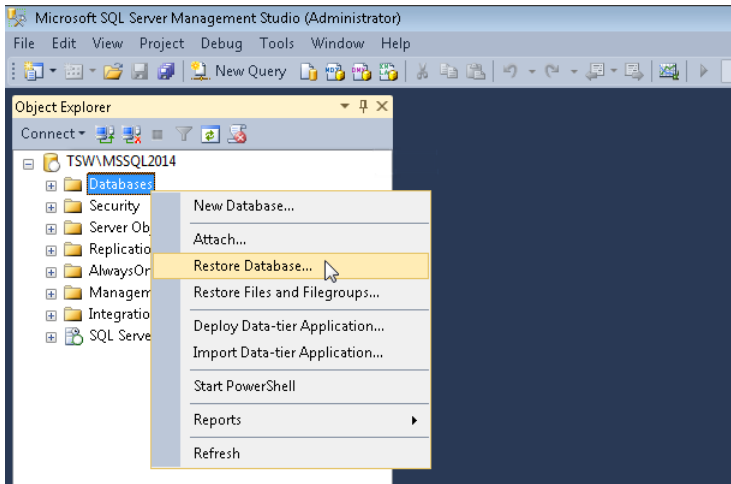 Microsoft SQL Server Management Studio (Administrator)
File Edit View Project Debug Tools Window Help
New Query
Object Explorer
Connect
TSW\MSSQL2014
Databases
Security
Server Ob
Replicatio
AlwaysOr
Managem
Integratio
SQL Serve
New Database...
Attach...
Restore Database...
Restore Files and Filegroups...
Deploy Data-tier Application...
Import Data-tier Application...
Start PowerShell
Reports
Refresh